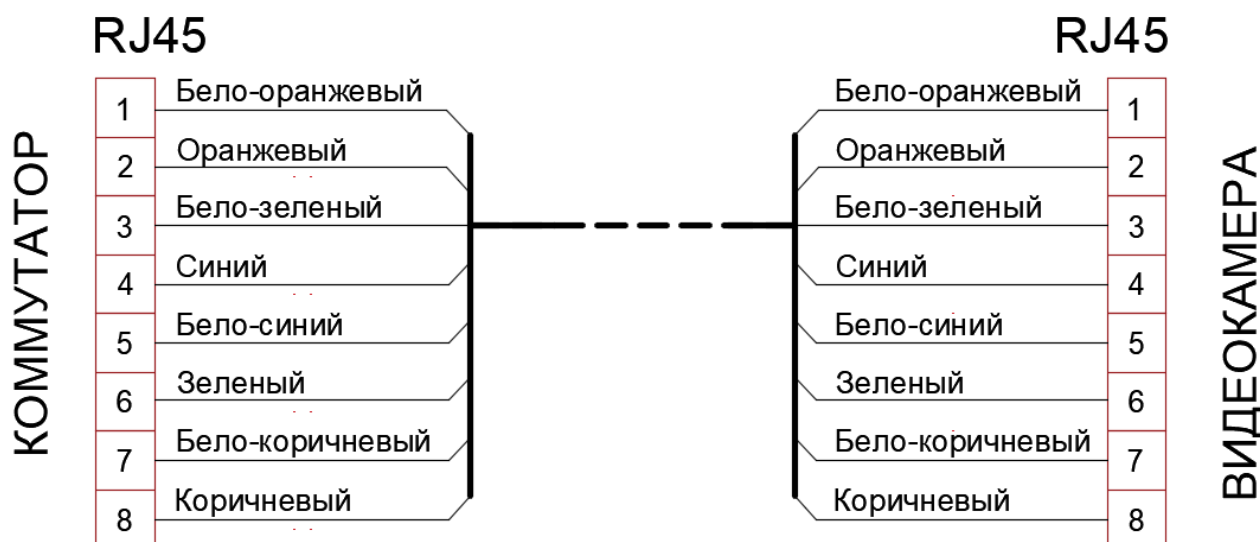 RJ45
RJ45
КОММУТАТОР
1 Бело-оранжевый
2 Оранжевый
3 Бело-зеленый
4 Синий
5 Бело-синий
6 Зеленый
7 Бело-коричневый
8 Коричневый
Бело-оранжевый 1
Оранжевый 2
Бело-зеленый 3
Синий 4
Бело-синий 5
Зеленый 6
Бело-коричневый 7
Коричневый 8
ВИДЕОКАМЕРА